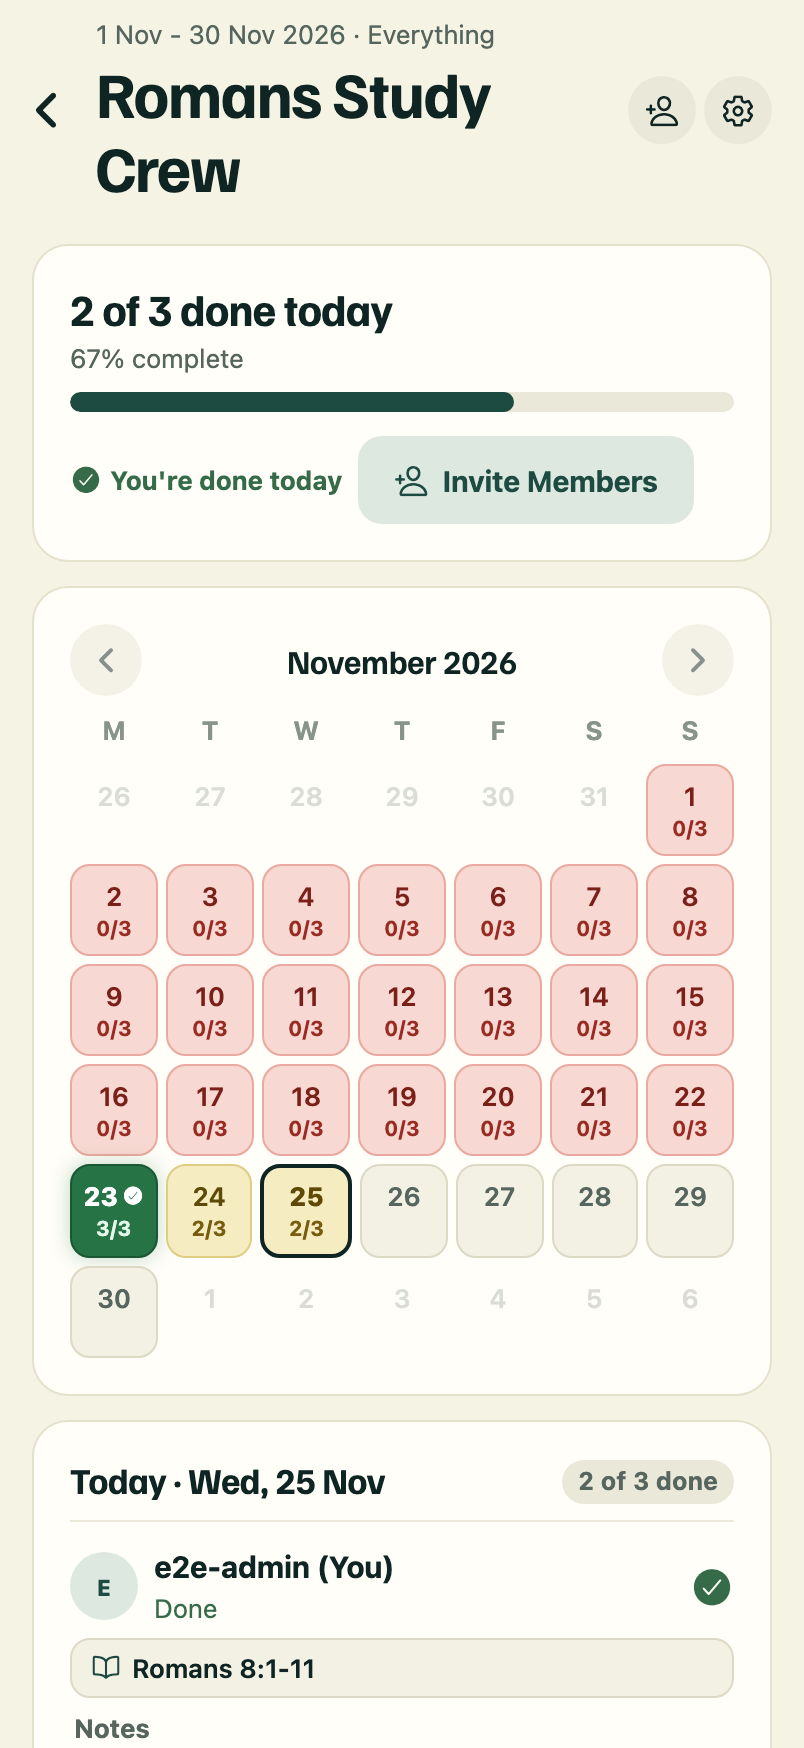 1 Nov - 30 Nov 2026 · Everything
Romans Study
Crew
2 of 3 done today
67% complete
You're done today
Invite Members
November 2026
M T W T F S S
26 27 28 29 30 31 1
0/3
2 3 4 5 6 7 8
0/3 0/3 0/3 0/3 0/3 0/3 0/3
9 10 11 12 13 14 15
0/3 0/3 0/3 0/3 0/3 0/3 0/3
16 17 18 19 20 21 22
0/3 0/3 0/3 0/3 0/3 0/3 0/3
23 24 25 26 27 28 29
3/3 2/3 2/3
30 1 2 3 4 5 6
Today · Wed, 25 Nov
2 of 3 done
E
e2e-admin (You)
Done
Romans 8:1-11
Notes